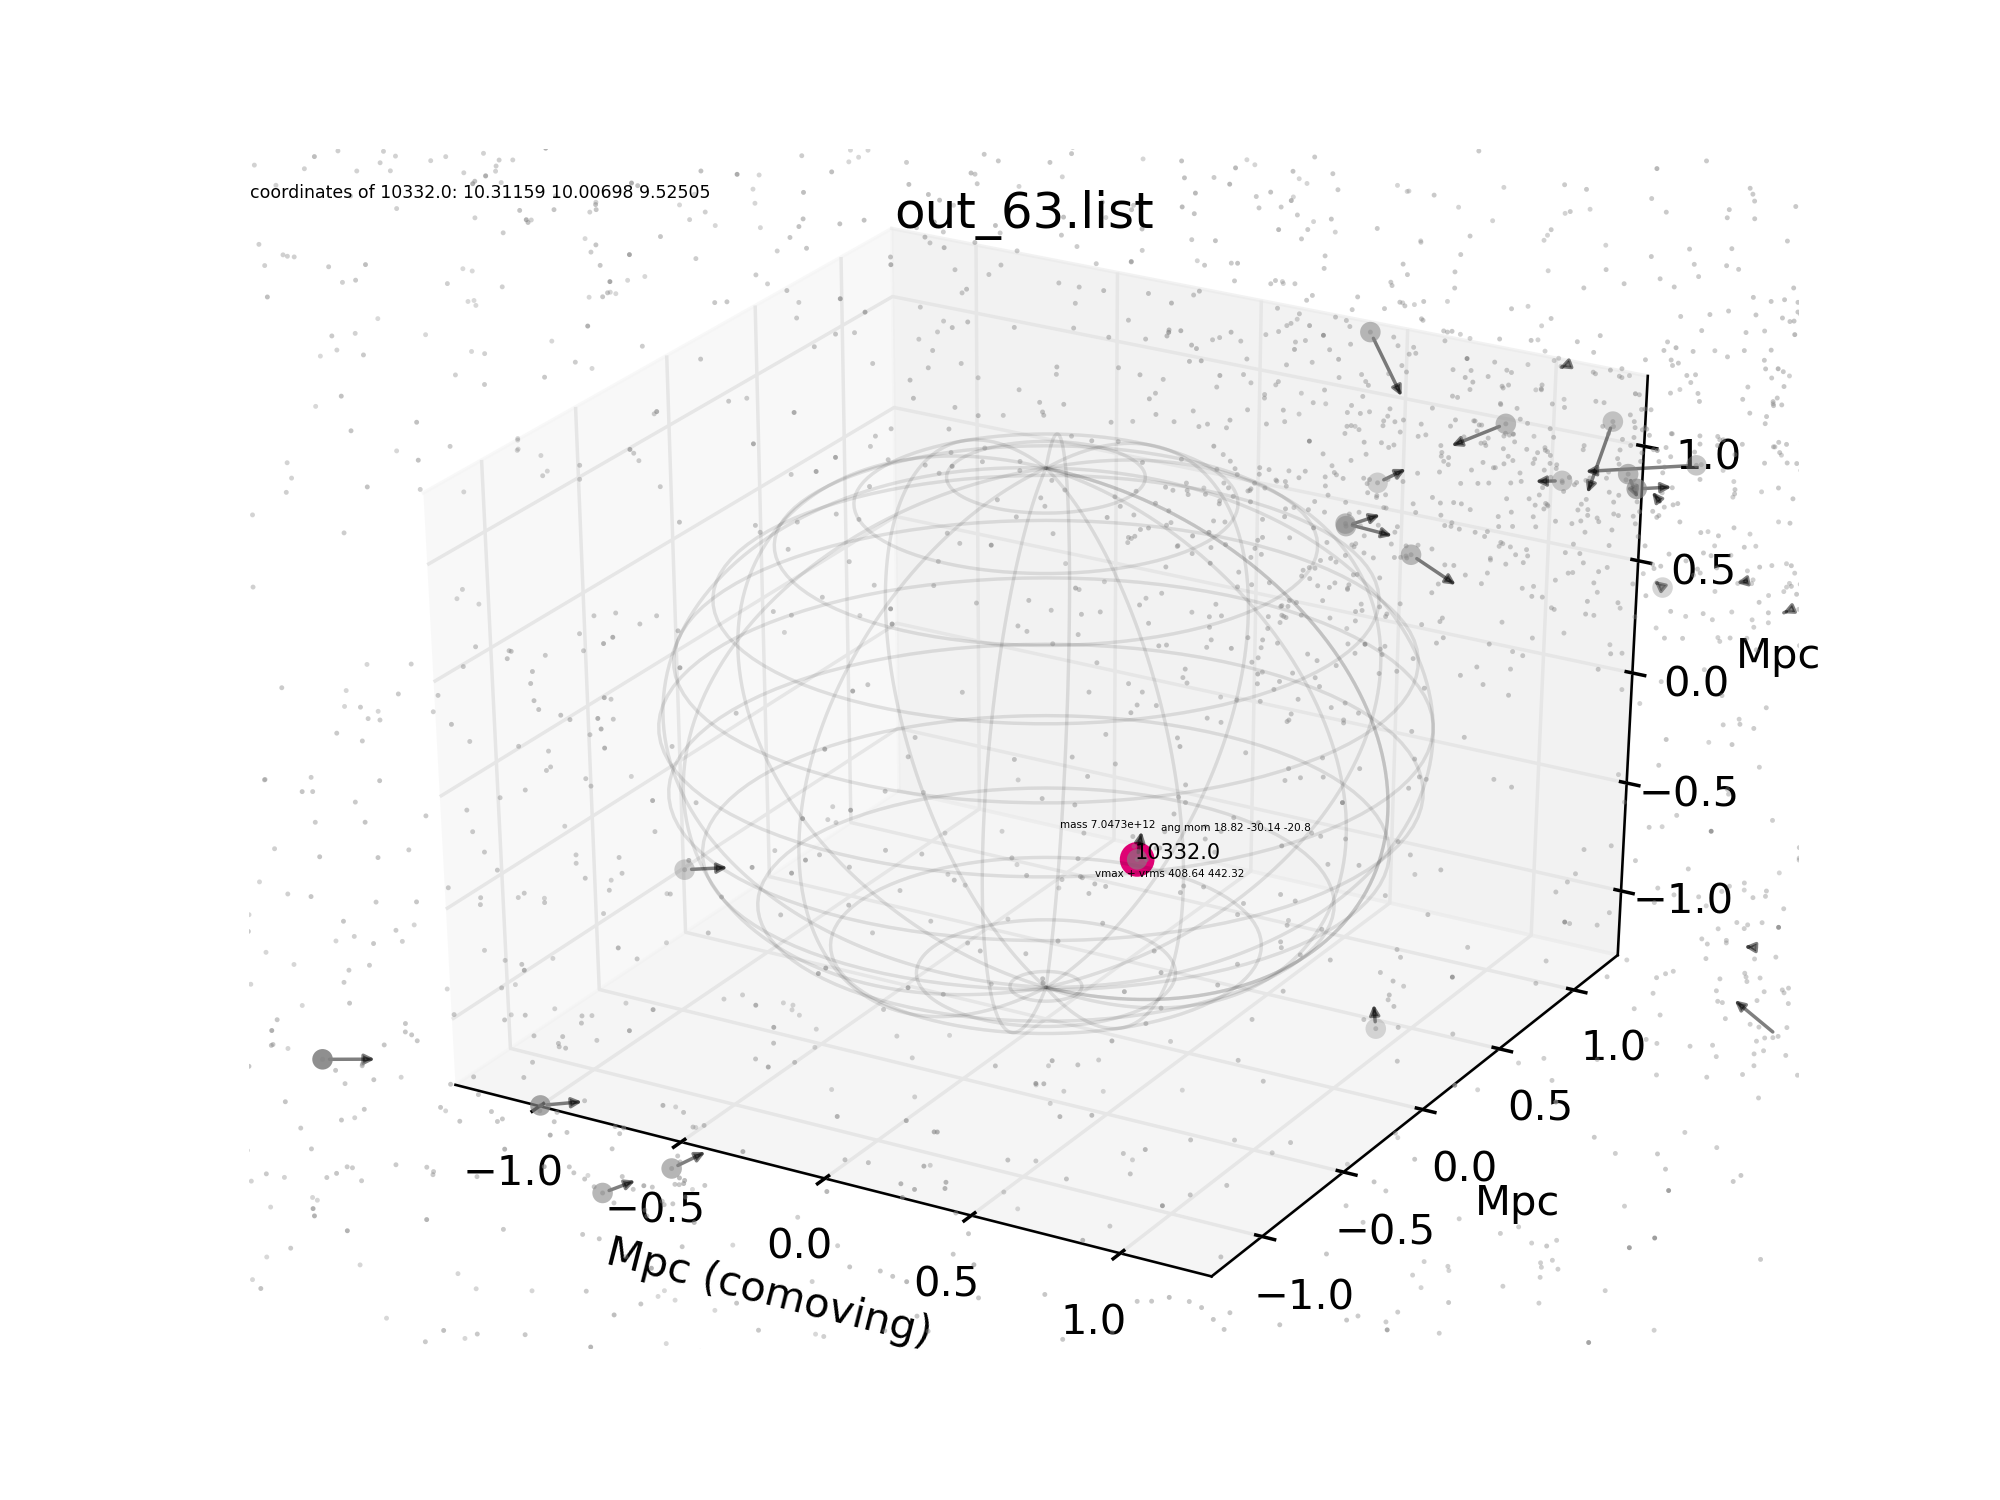 coordinates of 10332.0: 10.31159 10.00698 9.52505
out_63.list
1.0
0.5
Mpc
0.0
−0.5
−1.0
mass 7.0473e+12
ang mom 18.82 -30.14 -20.8
10332.0
vmax + vrms 408.64 442.32
1.0
0.5
0.0
Mpc
−0.5
−1.0
−1.0
−0.5
0.0
0.5
1.0
Mpc (comoving)